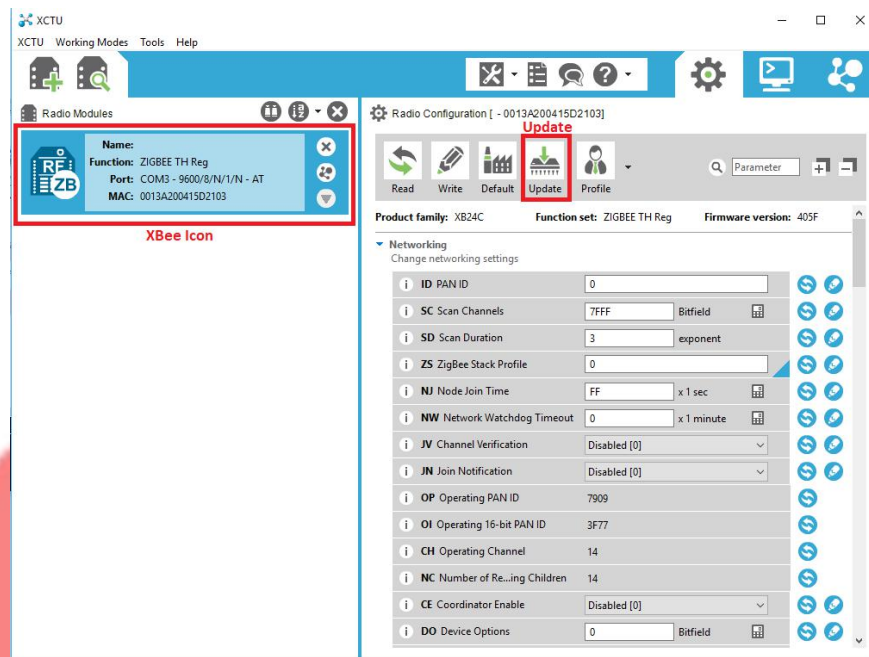 XCTU
XCTU Working Modes Tools Help
Radio Modules
Name:
Function: ZIGBEE TH Reg
Port: COM3 - 9600/8/N/1/N - AT
MAC: 0013A200415D2103
RF
ZB
XBee Icon
Radio Configuration [ - 0013A200415D2103]
Update
Read Write Default Update Profile
Parameter
Product family: XB24C Function set: ZIGBEE TH Reg Firmware version: 405F
Networking
Change networking settings
i ID PAN ID 0
i SC Scan Channels 7FFF Bitfield
i SD Scan Duration 3 exponent
i ZS ZigBee Stack Profile 0
i NJ Node Join Time FF x 1 sec
i NW Network Watchdog Timeout 0 x 1 minute
i JV Channel Verification Disabled [0]
i JN Join Notification Disabled [0]
i OP Operating PAN ID 7909
i OI Operating 16-bit PAN ID 3F77
i CH Operating Channel 14
i NC Number of Re...ing Children 14
i CE Coordinator Enable Disabled [0]
i DO Device Options 0 Bitfield